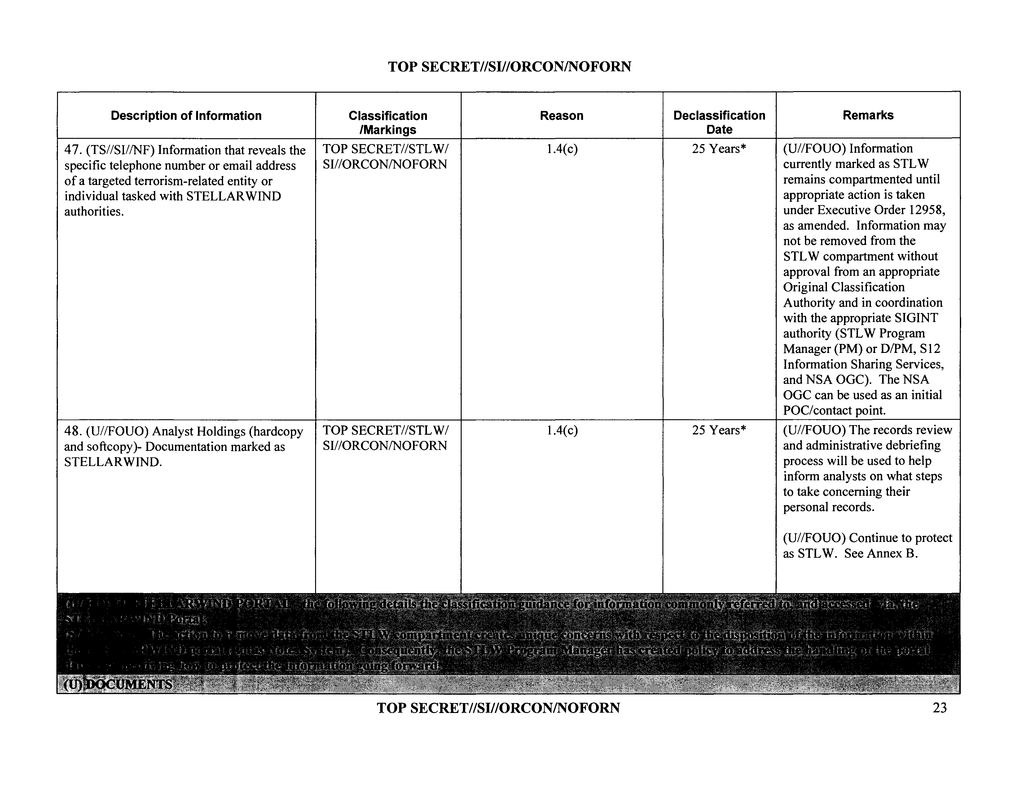 TOP SECRET//SI//ORCON/NOFORN
Description of Information
Classification
/Markings
Reason
Declassification
Date
Remarks
47. (TS//SI//NF) Information that reveals the
specific telephone number or email address
of a targeted terrorism-related entity or
individual tasked with STELLARWIND
authorities.
TOP SECRET//STLW/
SI//ORCON/NOFORN
1.4(c)
25 Years*
(U//FOUO) Information
currently marked as STLW
remains compartmented until
appropriate action is taken
under Executive Order 12958,
as amended. Information may
not be removed from the
STLW compartment without
approval from an appropriate
Original Classification
Authority and in coordination
with the appropriate SIGINT
authority (STLW Program
Manager (PM) or D/PM, S12
Information Sharing Services,
and NSA OGC). The NSA
OGC can be used as an initial
POC/contact point.
48. (U//FOUO) Analyst Holdings (hardcopy
and softcopy)- Documentation marked as
STELLARWIND.
TOP SECRET//STLW/
SI//ORCON/NOFORN
1.4(c)
25 Years*
(U//FOUO) The records review
and administrative debriefing
process will be used to help
inform analysts on what steps
to take concerning their
personal records.
(U//FOUO) Continue to protect
as STLW. See Annex B.
STELLARWIND PORTAL the following details the classification guidance for information commonly referred to, and accessed via, the
STELLARWIND Portal.
The action to remove data from the STLW compartment creates unique concerns with respect to the disposition of the information within
the STELLARWIND portal Notes System). Consequently, the STLW Program Manager has created policy to address the handling of the portal
how to protect the information going forward.
(U) DOCUMENTS
TOP SECRET//SI//ORCON/NOFORN
23